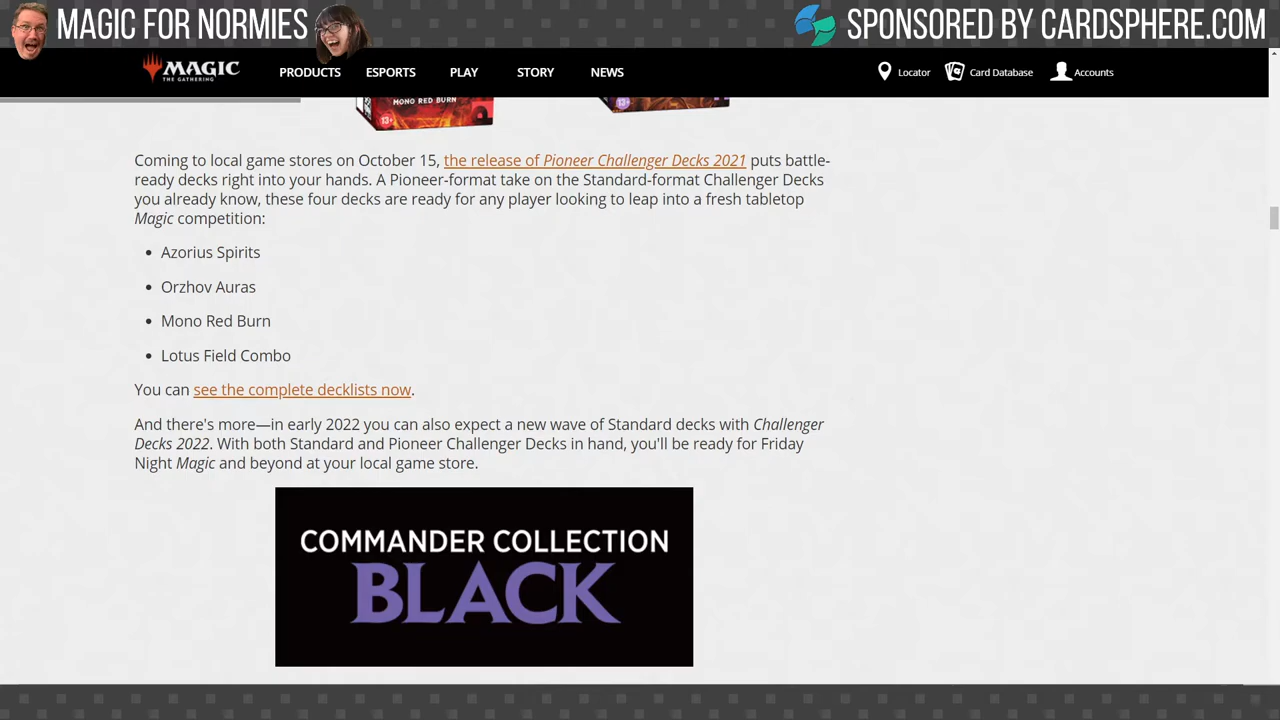 MAGIC FOR NORMIES
SPONSORED BY CARDSPHERE.COM
MAGIC
THE GATHERING
PRODUCTS
ESPORTS
PLAY
STORY
NEWS
Locator
Card Database
Accounts
MONO RED BURN
13+
13+
Coming to local game stores on October 15, the release of Pioneer Challenger Decks 2021 puts battle-
ready decks right into your hands. A Pioneer-format take on the Standard-format Challenger Decks
you already know, these four decks are ready for any player looking to leap into a fresh tabletop
Magic competition:
Azorius Spirits
Orzhov Auras
Mono Red Burn
Lotus Field Combo
You can see the complete decklists now.
And there's more—in early 2022 you can also expect a new wave of Standard decks with Challenger
Decks 2022. With both Standard and Pioneer Challenger Decks in hand, you'll be ready for Friday
Night Magic and beyond at your local game store.
COMMANDER COLLECTION
BLACK